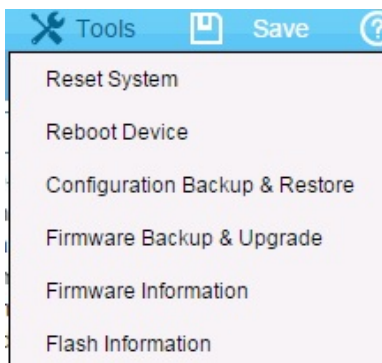 Tools Save
Reset System
Reboot Device
Configuration Backup & Restore
Firmware Backup & Upgrade
Firmware Information
Flash Information